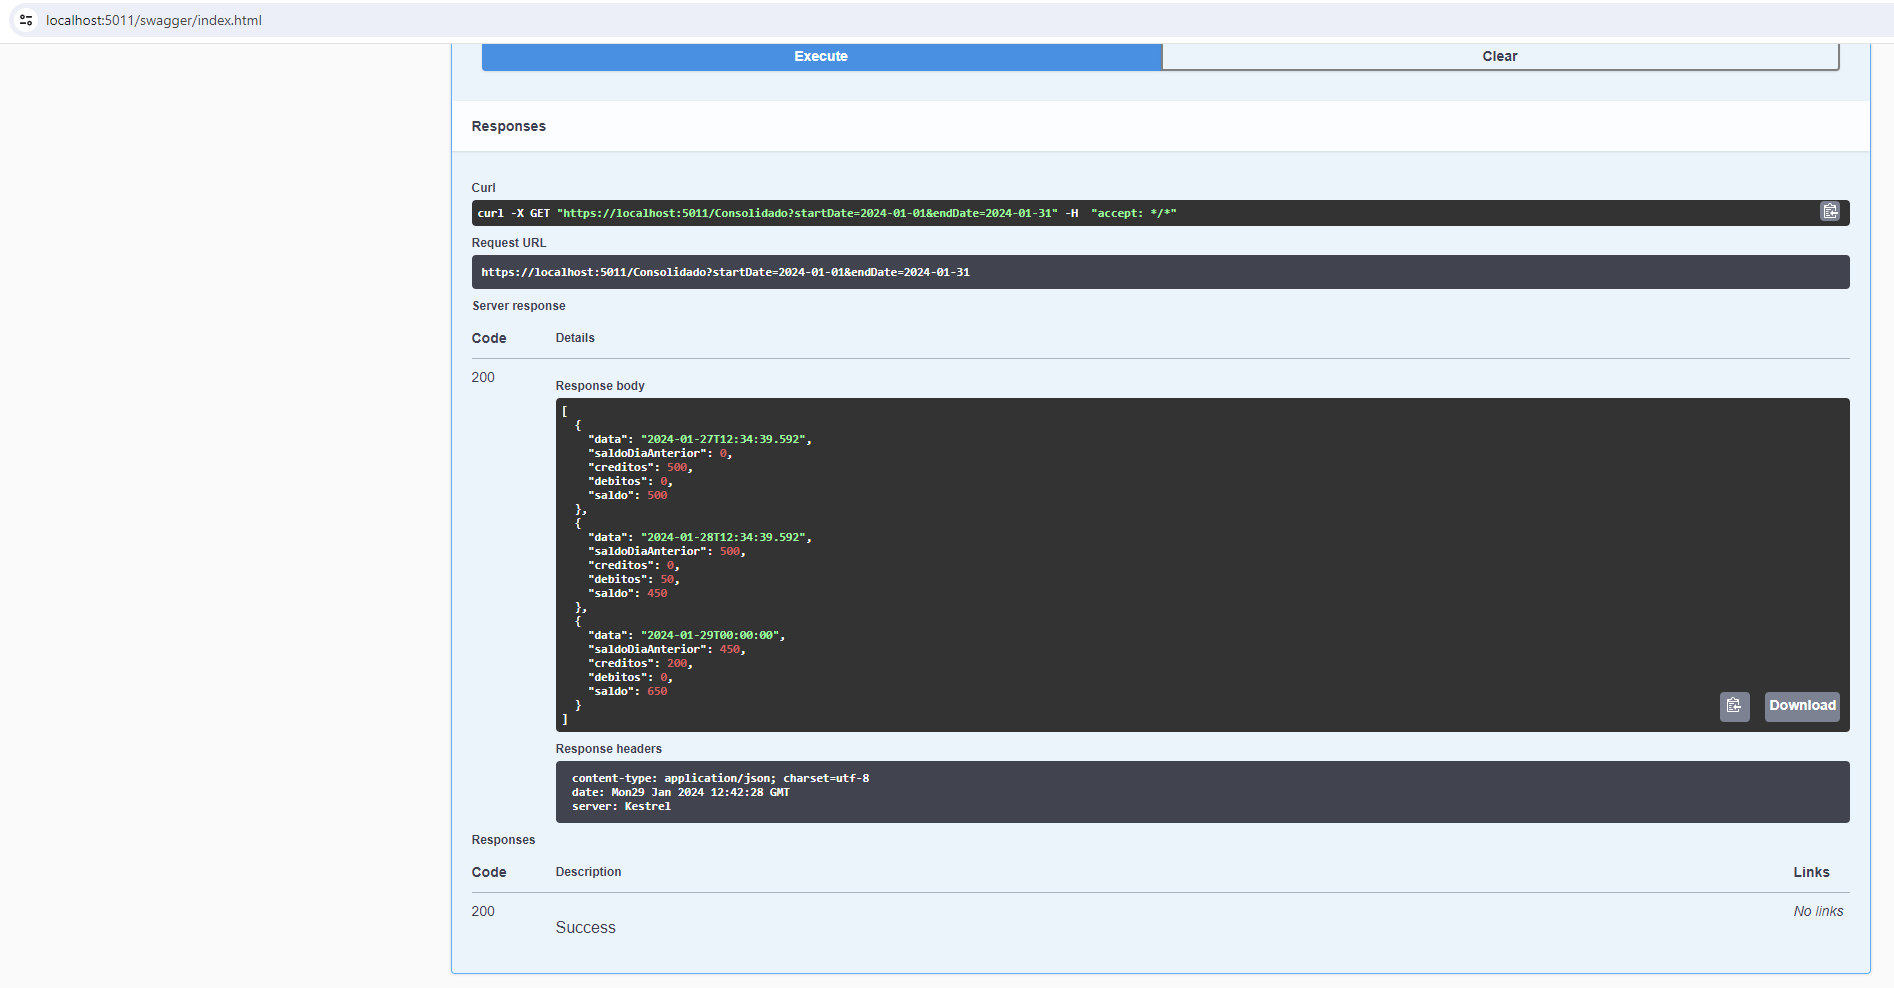 localhost:5011/swagger/index.html
Execute
Clear
Responses
Curl
curl -X GET "https://localhost:5011/Consolidado?startDate=2024-01-01&endDate=2024-01-31" -H  "accept: */*"
Request URL
https://localhost:5011/Consolidado?startDate=2024-01-01&endDate=2024-01-31
Server response
Code Details
200
Response body
[
  {
    "data": "2024-01-27T12:34:39.592",
    "saldoDiaAnterior": 0,
    "creditos": 500,
    "debitos": 0,
    "saldo": 500
  },
  {
    "data": "2024-01-28T12:34:39.592",
    "saldoDiaAnterior": 500,
    "creditos": 0,
    "debitos": 50,
    "saldo": 450
  },
  {
    "data": "2024-01-29T00:00:00",
    "saldoDiaAnterior": 450,
    "creditos": 200,
    "debitos": 0,
    "saldo": 650
  }
]
Download
Response headers
content-type: application/json; charset=utf-8
date: Mon29 Jan 2024 12:42:28 GMT
server: Kestrel
Responses
Code Description Links
200 No links
Success